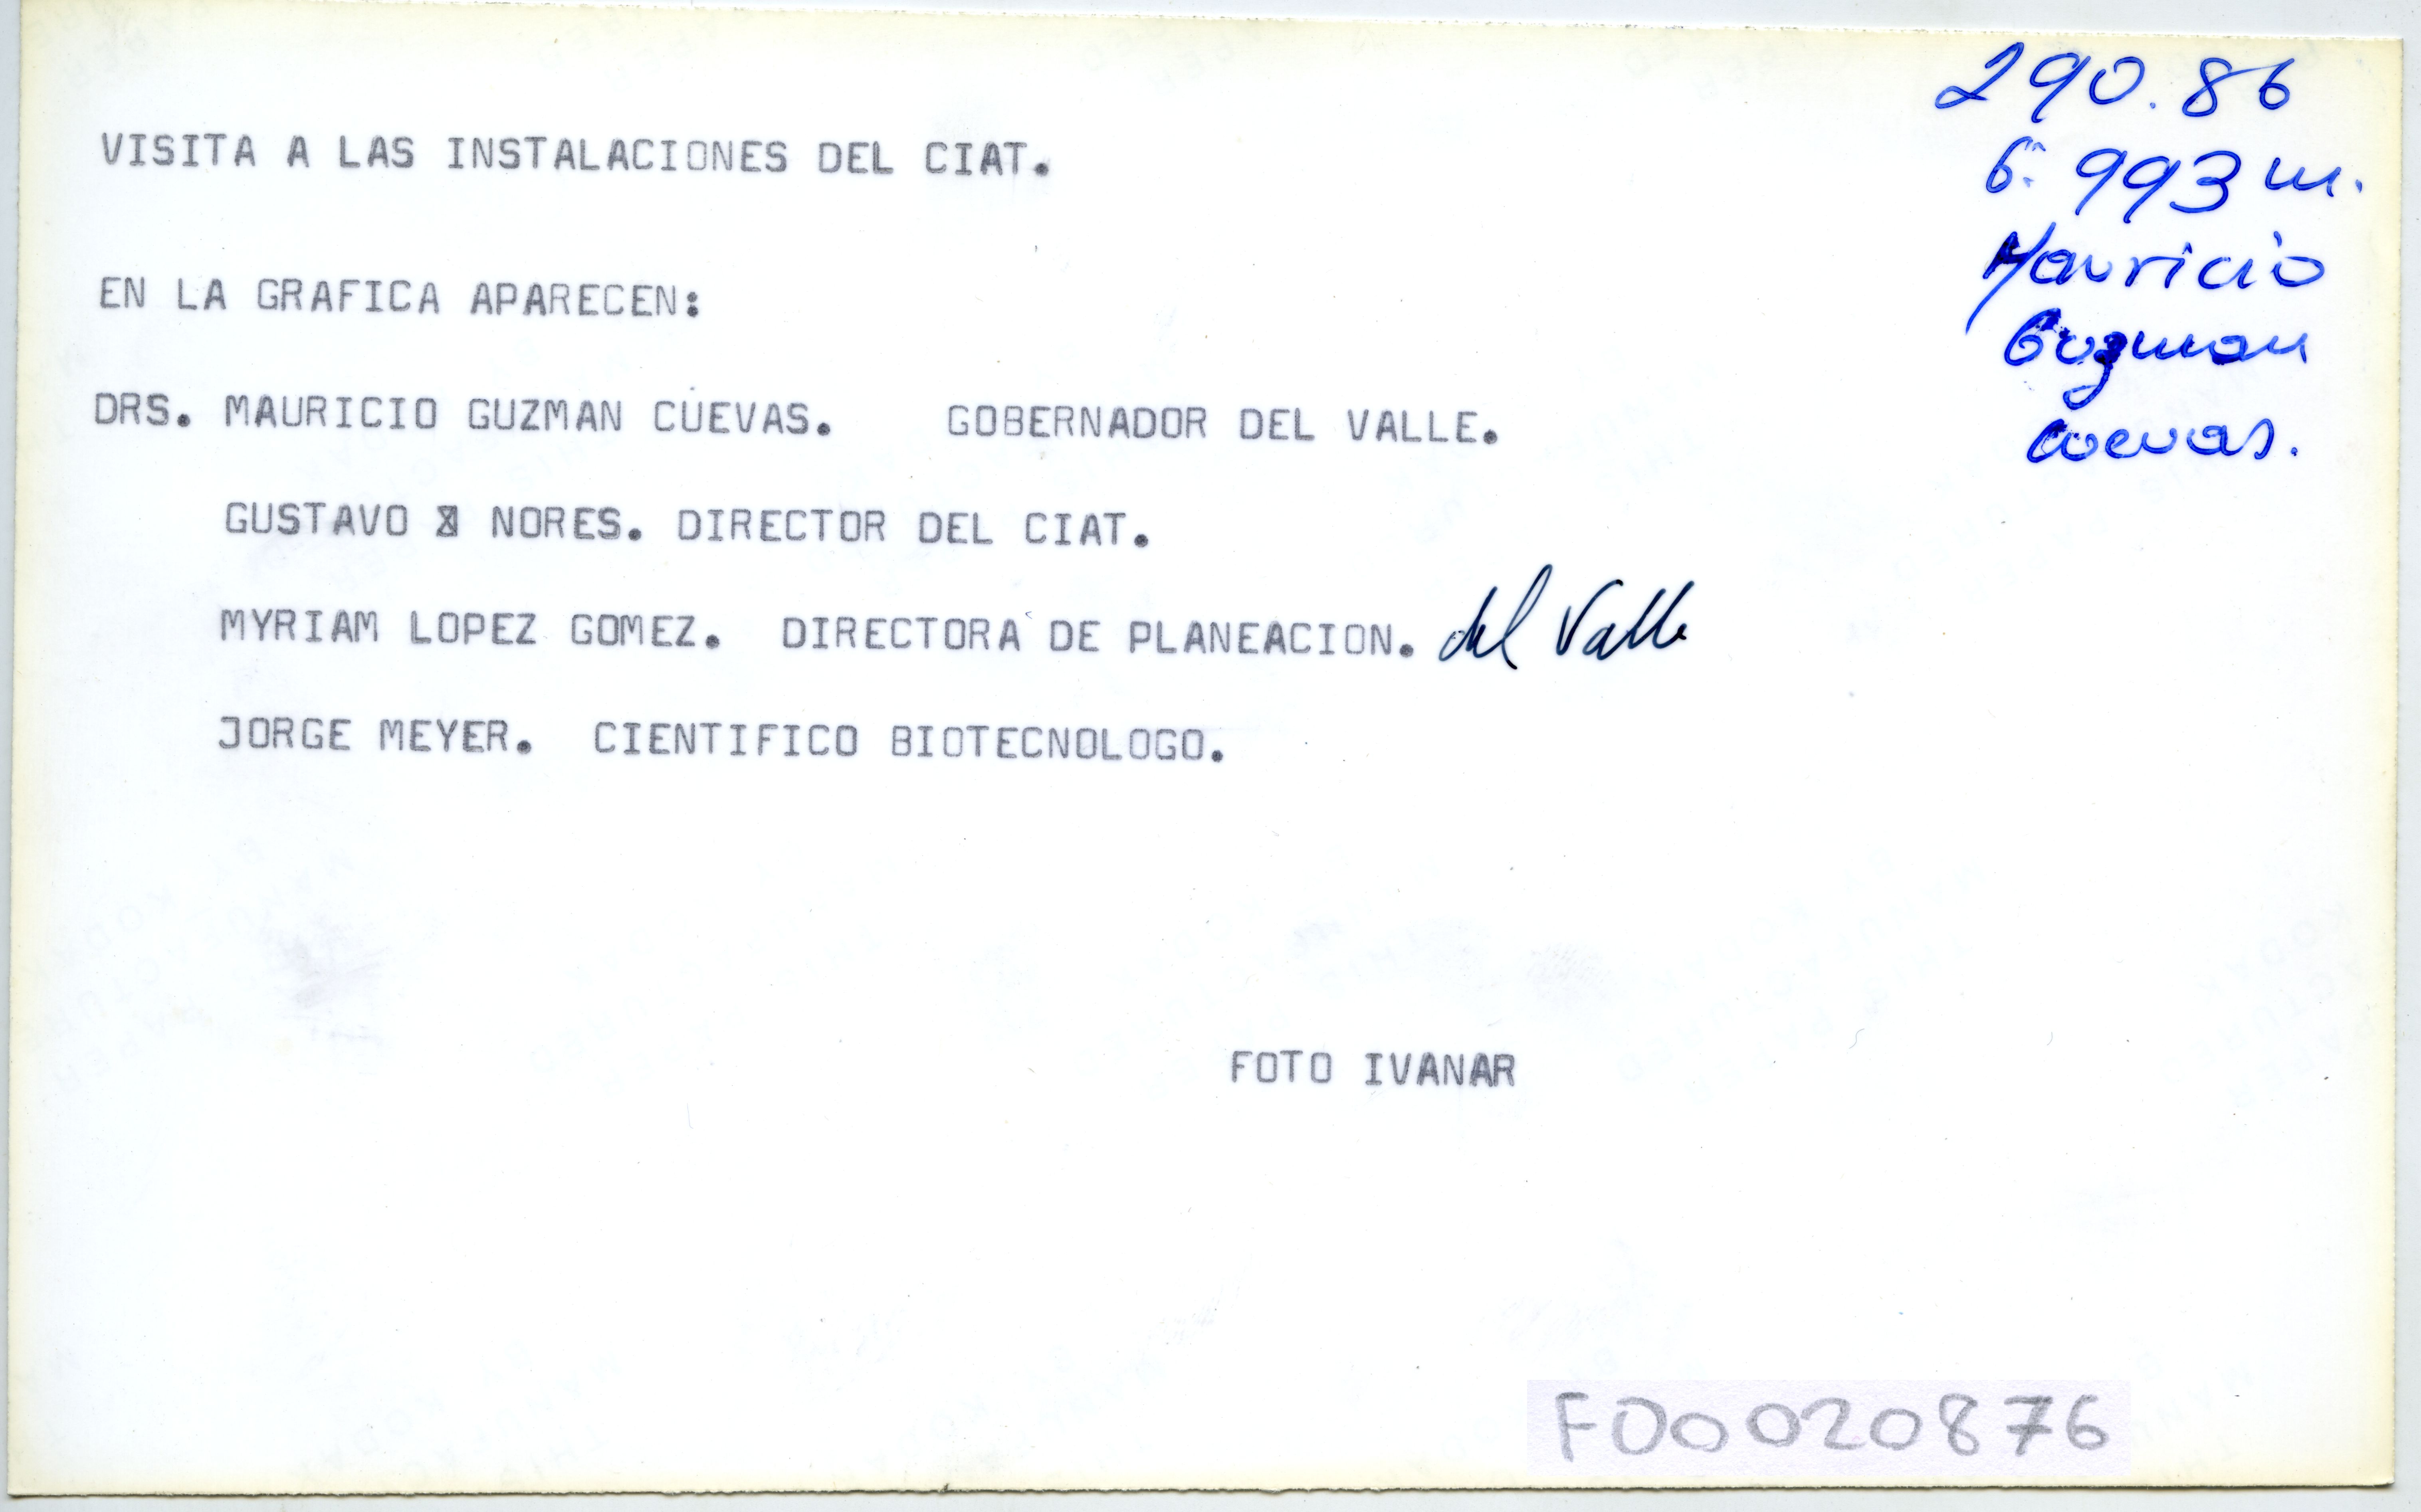 290.86
G 993 m.
Mauricio
Guzman
Cuevas.
VISITA A LAS INSTALACIONES DEL CIAT.
EN LA GRAFICA APARECEN:
DRS. MAURICIO GUZMAN CUEVAS. GOBERNADOR DEL VALLE.
GUSTAVO NORES. DIRECTOR DEL CIAT.
MYRIAM LOPEZ GOMEZ. DIRECTORA DE PLANEACION. del Valle
JORGE MEYER. CIENTIFICO BIOTECNOLOGO.
FOTO IVANAR
F00020876